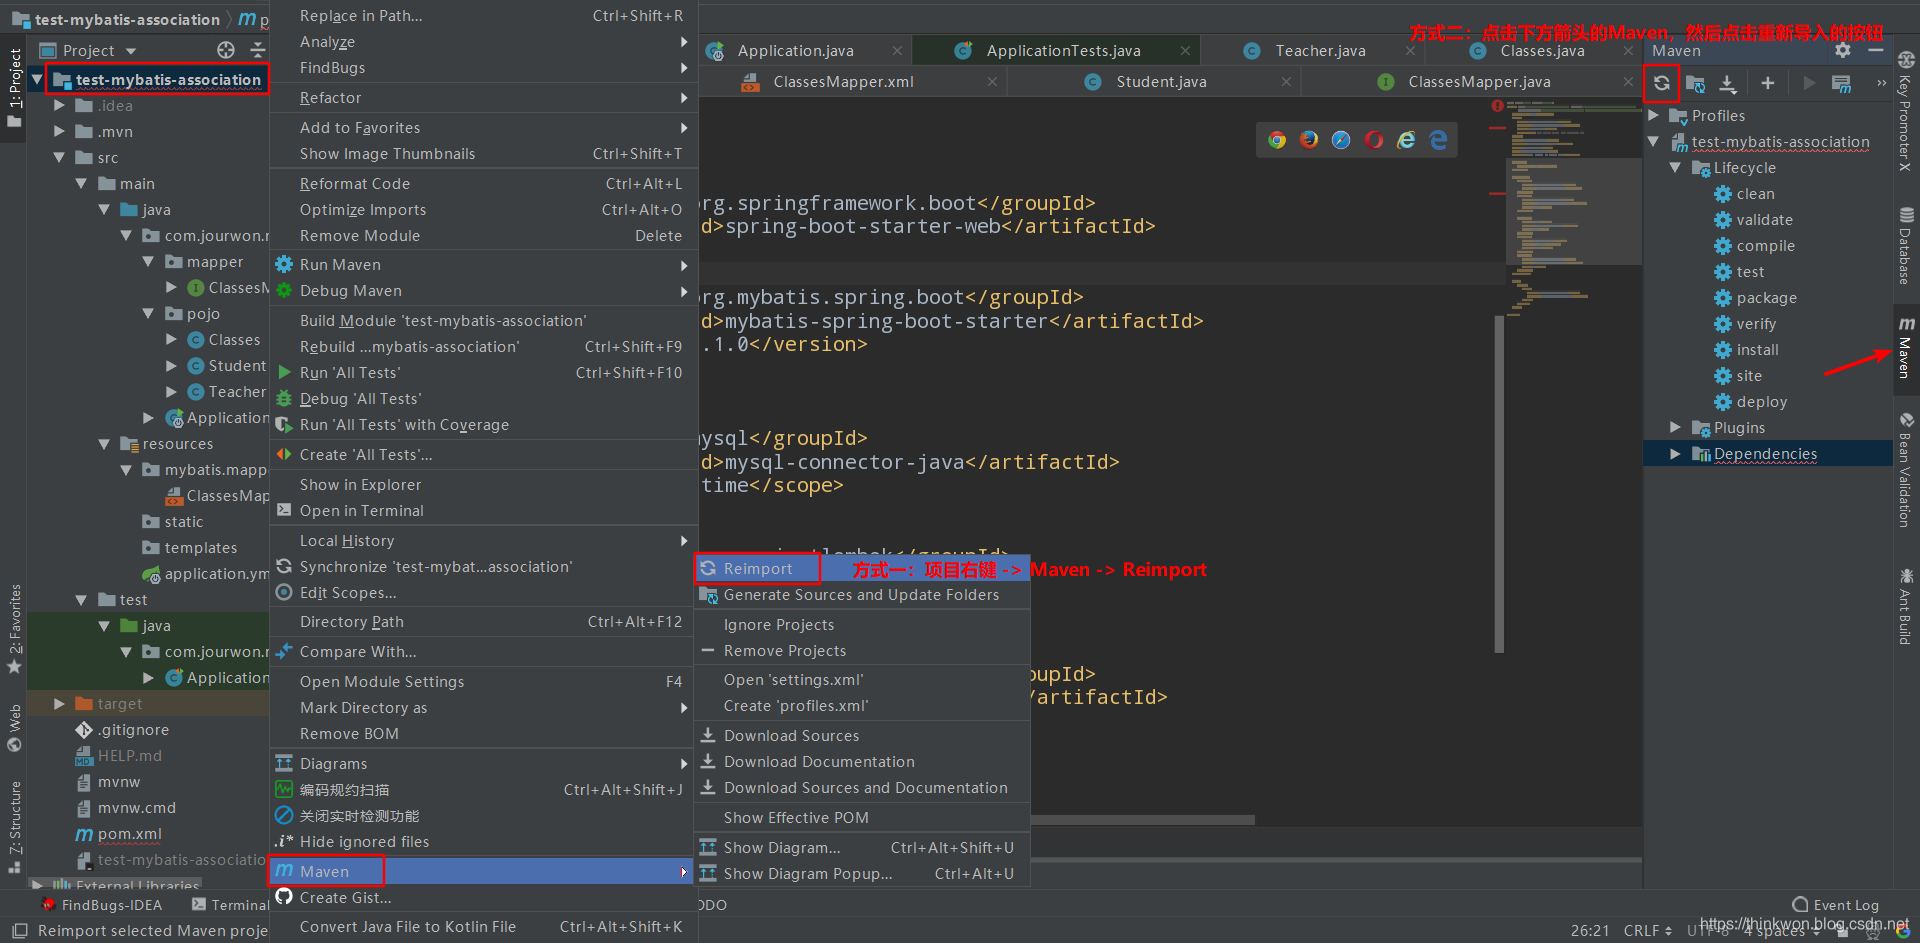 test-mybatis-association
m
Project
test-mybatis-association
.idea
.mvn
src
main
java
com.jourwon.
mapper
Classes
pojo
Classes
Student
Teacher
Application
resources
mybatis.mapp
ClassesMap
static
templates
application.ym
test
java
com.jourwon.
Application
target
.gitignore
HELP.md
mvnw
mvnw.cmd
pom.xml
test-mybatis-associatio
External Libraries
1: Project
2: Favorites
Web
Z: Structure
Replace in Path... Ctrl+Shift+R
Analyze
FindBugs
Refactor
Add to Favorites
Show Image Thumbnails Ctrl+Shift+T
Reformat Code Ctrl+Alt+L
Optimize Imports Ctrl+Alt+O
Remove Module Delete
Run Maven
Debug Maven
Build Module 'test-mybatis-association'
Rebuild ...mybatis-association' Ctrl+Shift+F9
Run 'All Tests' Ctrl+Shift+F10
Debug 'All Tests'
Run 'All Tests' with Coverage
Create 'All Tests'...
Show in Explorer
Open in Terminal
Local History
Synchronize 'test-mybat...association'
Edit Scopes...
Directory Path Ctrl+Alt+F12
Compare With...
Open Module Settings F4
Mark Directory as
Remove BOM
Diagrams
编码规约扫描 Ctrl+Alt+Shift+J
关闭实时检测功能
.i* Hide ignored files
Maven
Create Gist...
Convert Java File to Kotlin File Ctrl+Alt+Shift+K
Reimport
方式一：项目右键 -> Maven -> Reimport
Generate Sources and Update Folders
Ignore Projects
Remove Projects
Open 'settings.xml'
Create 'profiles.xml'
Download Sources
Download Documentation
Download Sources and Documentation
Show Effective POM
Show Diagram... Ctrl+Alt+Shift+U
Show Diagram Popup... Ctrl+Alt+U
方式二：点击下方箭头的Maven，然后点击重新导入的按钮
Application.java
ApplicationTests.java
Teacher.java
Classes.java
ClassesMapper.xml
Student.java
ClassesMapper.java
rg.springframework.boot</groupId>
d>spring-boot-starter-web</artifactId>
rg.mybatis.spring.boot</groupId>
d>mybatis-spring-boot-starter</artifactId>
.1.0</version>
ysql</groupId>
d>mysql-connector-java</artifactId>
time</scope>
lombok</groupId>
oupId>
/artifactId>
Maven
Profiles
test-mybatis-association
Lifecycle
clean
validate
compile
test
package
verify
install
site
deploy
Plugins
Dependencies
Key Promoter X
Database
Maven
Bean Validation
Ant Build
FindBugs-IDEA
Terminal
ODO
Event Log
Reimport selected Maven proje
26:21 CRLF UTF-8 4 spaces
https://thinkwon.blog.csdn.net